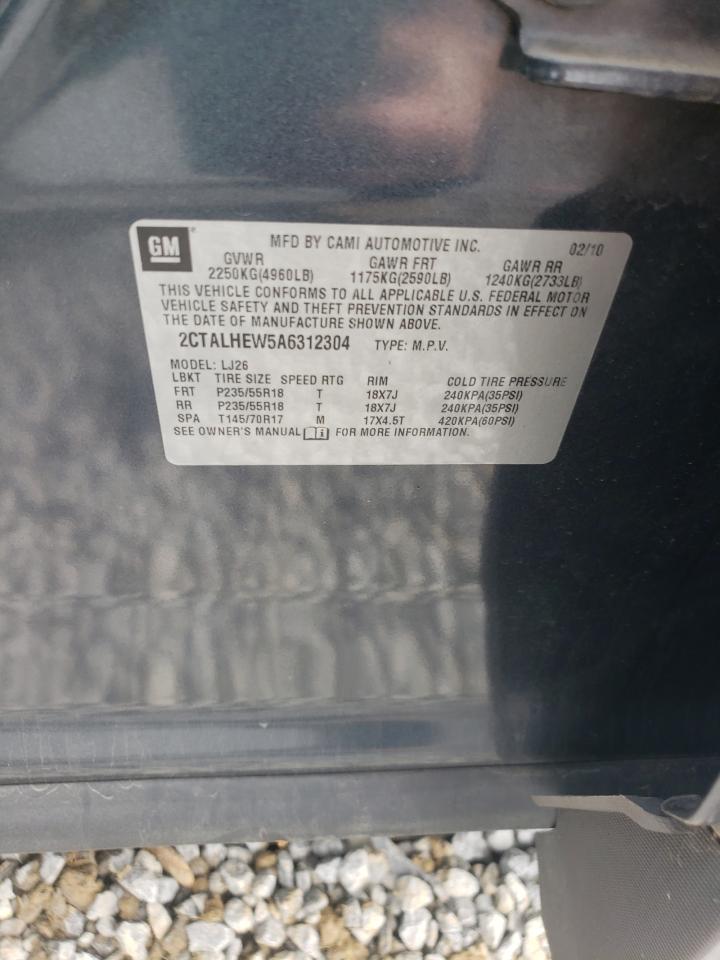 GM
MFD BY CAMI AUTOMOTIVE INC. 02/10
GVWR GAWR FRT GAWR RR
2250KG(4960LB) 1175KG(2590LB) 1240KG(2733LB)
THIS VEHICLE CONFORMS TO ALL APPLICABLE U.S. FEDERAL MOTOR
VEHICLE SAFETY AND THEFT PREVENTION STANDARDS IN EFFECT ON
THE DATE OF MANUFACTURE SHOWN ABOVE.
2CTALHEW5A6312304 TYPE: M.P.V.
MODEL: LJ26
LBKT TIRE SIZE SPEED RTG RIM COLD TIRE PRESSURE
FRT P235/55R18 T 18X7J 240KPA(35PSI)
RR P235/55R18 T 18X7J 240KPA(35PSI)
SPA T145/70R17 M 17X4.5T 420KPA(60PSI)
SEE OWNER'S MANUAL FOR MORE INFORMATION.